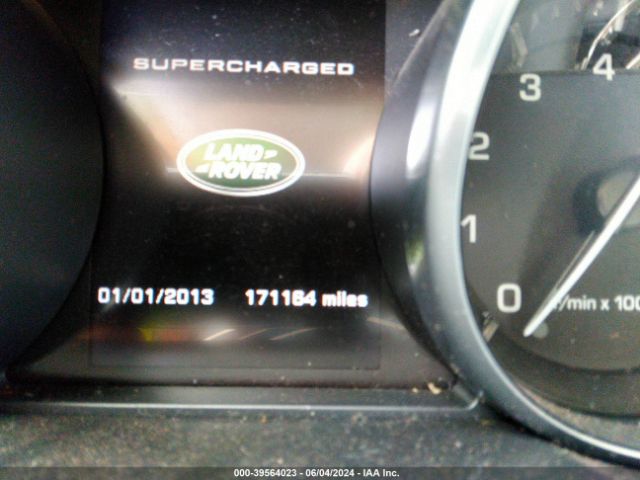 SUPERCHARGED
LAND
ROVER
01/01/2013 171164 miles
4
3
2
1
0
/min x 100
000-39564023 - 06/04/2024 - IAA Inc.